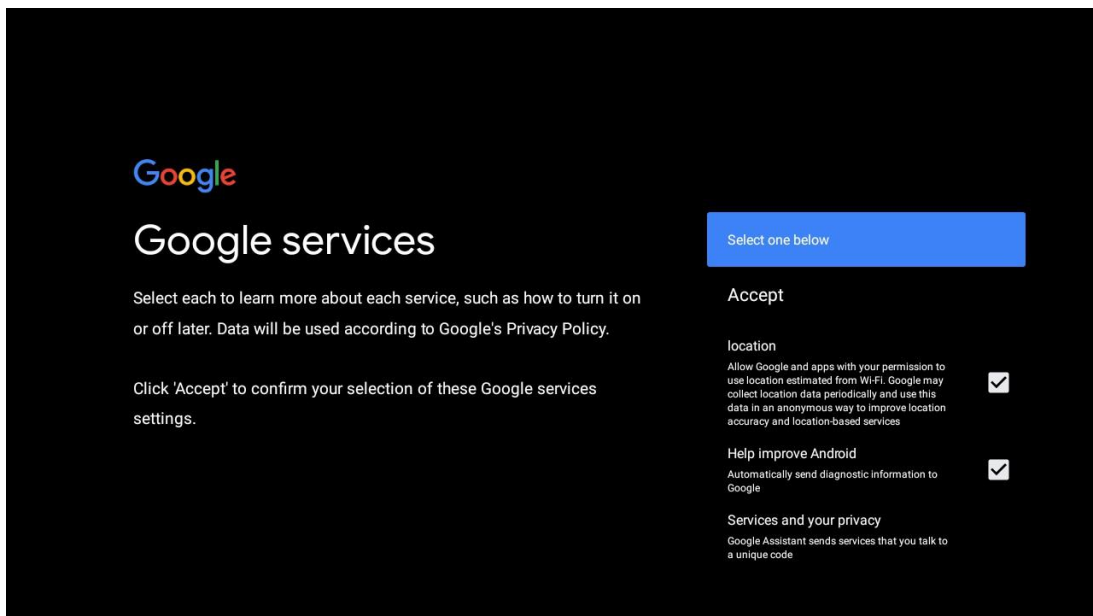 Google
Google services
Select each to learn more about each service, such as how to turn it on
or off later. Data will be used according to Google's Privacy Policy.
Click 'Accept' to confirm your selection of these Google services
settings.
Select one below
Accept
location
Allow Google and apps with your permission to
use location estimated from Wi-Fi. Google may
collect location data periodically and use this
data in an anonymous way to improve location
accuracy and location-based services
Help improve Android
Automatically send diagnostic information to
Google
Services and your privacy
Google Assistant sends services that you talk to
a unique code